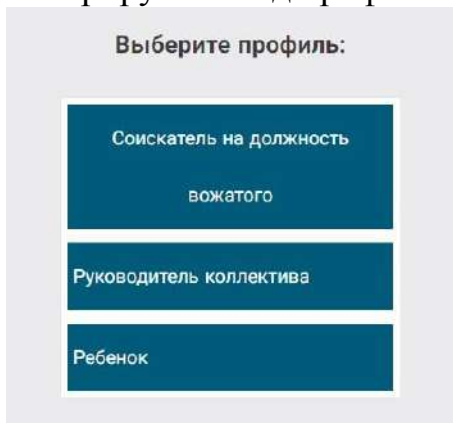 Выберите профиль:
Соискатель на должность
вожатого
Руководитель коллектива
Ребенок